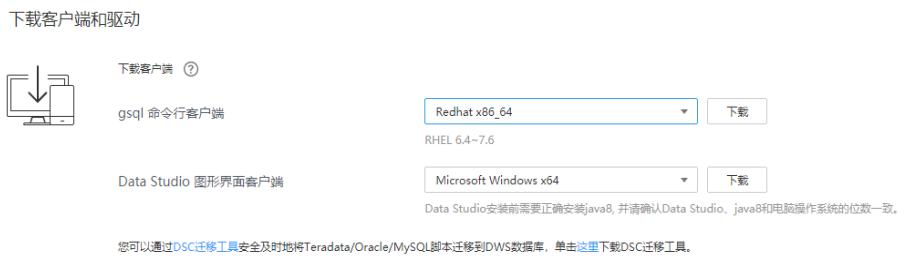 下载客户端和驱动
下载客户端 ?
gsql 命令行客户端 Redhat x86_64 下载
RHEL 6.4~7.6
Data Studio 图形界面客户端 Microsoft Windows x64 下载
Data Studio安装前需要正确安装java8, 并请确认Data Studio、java8和电脑操作系统的位数一致。
您可以通过DSC迁移工具安全及时地将Teradata/Oracle/MySQL脚本迁移到DWS数据库，单击这里下载DSC迁移工具。